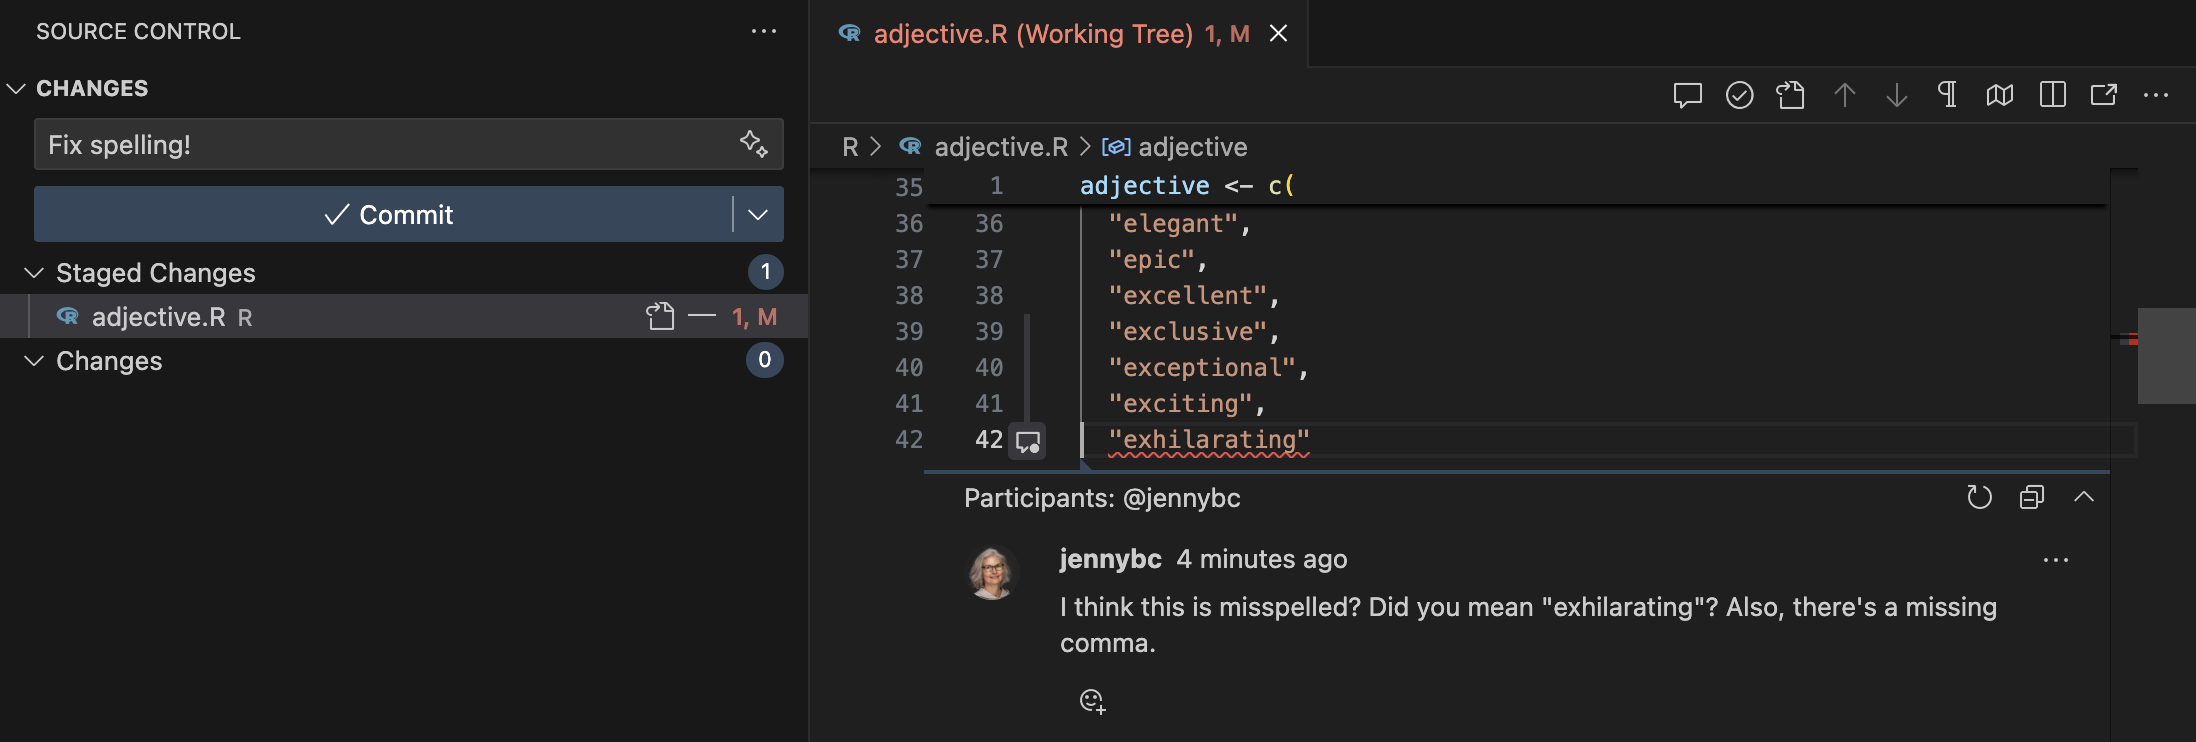 SOURCE CONTROL
CHANGES
Fix spelling!
Commit
Staged Changes 1
adjective.R R 1, M
Changes 0
adjective.R (Working Tree) 1, M
R > adjective.R > adjective
35 1 adjective <- c(
36 36 "elegant",
37 37 "epic",
38 38 "excellent",
39 39 "exclusive",
40 40 "exceptional",
41 41 "exciting",
42 42 "exhilarating"
Participants: @jennybc
jennybc 4 minutes ago
I think this is misspelled? Did you mean "exhilarating"? Also, there's a missing
comma.